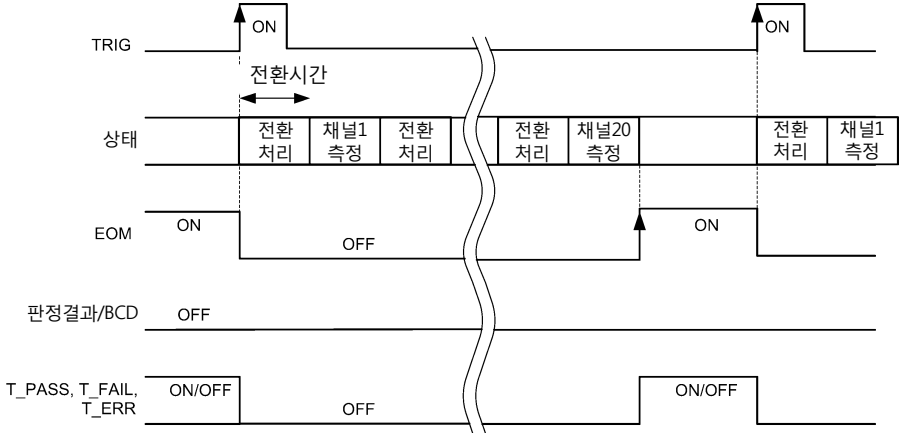 TRIG
ON
ON
전환시간
상태
전환
처리
채널1
측정
전환
처리
전환
처리
채널20
측정
전환
처리
채널1
측정
EOM
ON
OFF
ON
판정결과/BCD
OFF
T_PASS, T_FAIL,
T_ERR
ON/OFF
OFF
ON/OFF